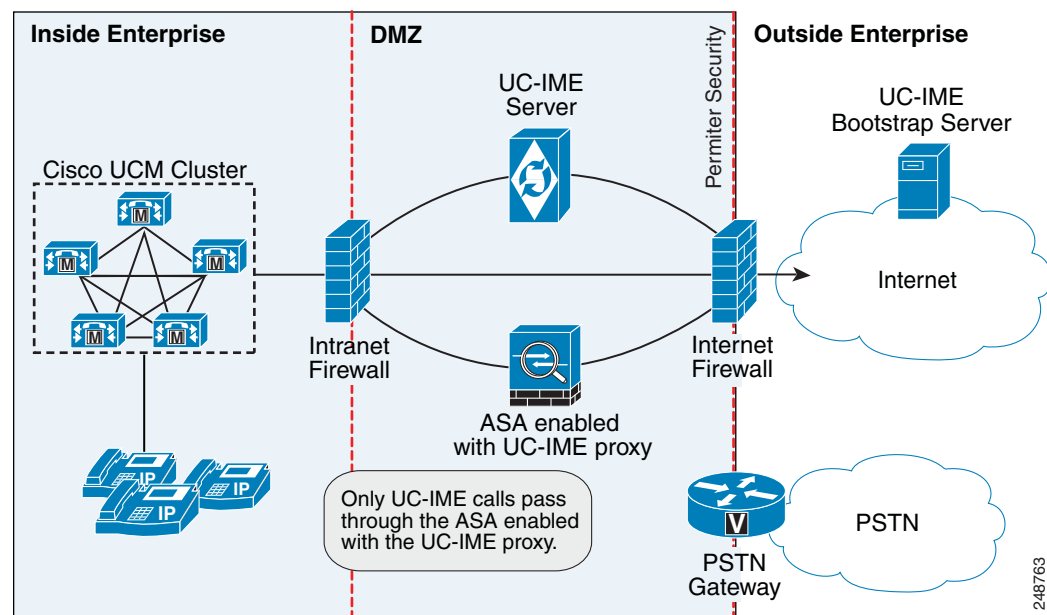 Inside Enterprise
DMZ
Outside Enterprise
Permiter Security
UC-IME
Server
UC-IME
Bootstrap Server
Cisco UCM Cluster
M
M
M
M
M
Internet
Intranet
Firewall
Internet
Firewall
ASA enabled
with UC-IME proxy
IP
IP
IP
Only UC-IME calls pass
through the ASA enabled
with the UC-IME proxy.
V
PSTN
PSTN
Gateway
248763